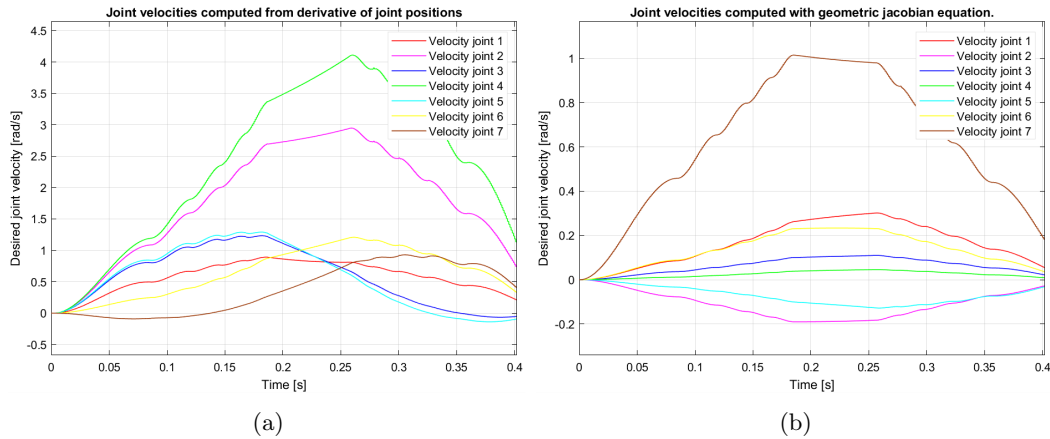 Joint velocities computed from derivative of joint positions
4.5
4
3.5
3
2.5
2
1.5
1
0.5
0
-0.5
Desired joint velocity [rad/s]
Velocity joint 1
Velocity joint 2
Velocity joint 3
Velocity joint 4
Velocity joint 5
Velocity joint 6
Velocity joint 7
0 0.05 0.1 0.15 0.2 0.25 0.3 0.35 0.4
Time [s]
(a)
Joint velocities computed with geometric jacobian equation.
1
0.8
0.6
0.4
0.2
0
-0.2
Desired joint velocity [rad/s]
Velocity joint 1
Velocity joint 2
Velocity joint 3
Velocity joint 4
Velocity joint 5
Velocity joint 6
Velocity joint 7
0 0.05 0.1 0.15 0.2 0.25 0.3 0.35 0.4
Time [s]
(b)